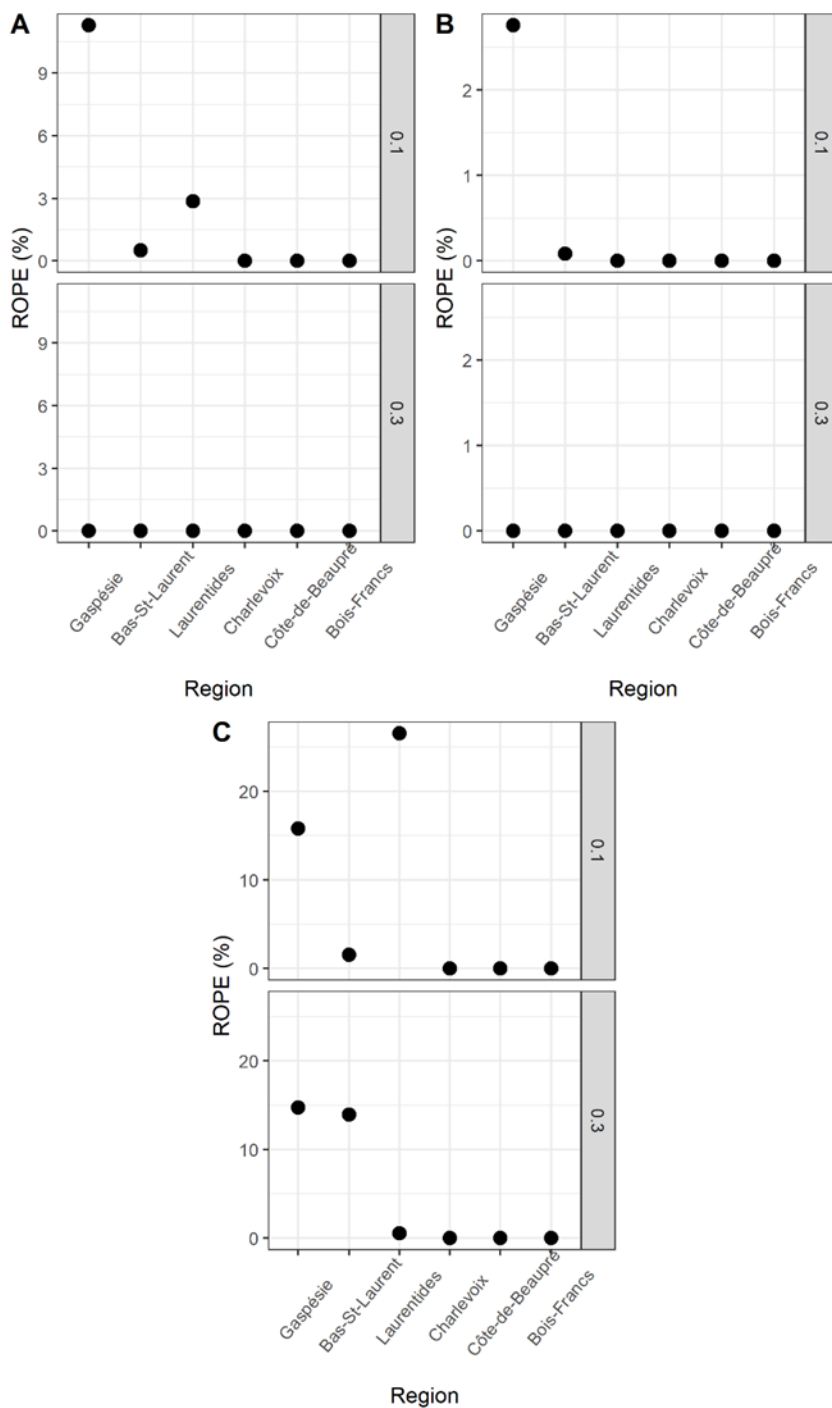 A
ROPE (%)
9
6
3
0
0.1
9
6
3
0
0.3
Gaspésie
Bas-St-Laurent
Laurentides
Charlevoix
Côte-de-Beaupré
Bois-Francs
Region
B
ROPE (%)
2
1
0
0.1
2
1
0
0.3
Gaspésie
Bas-St-Laurent
Laurentides
Charlevoix
Côte-de-Beaupré
Bois-Francs
Region
C
ROPE (%)
20
10
0
0.1
20
10
0
0.3
Gaspésie
Bas-St-Laurent
Laurentides
Charlevoix
Côte-de-Beaupré
Bois-Francs
Region